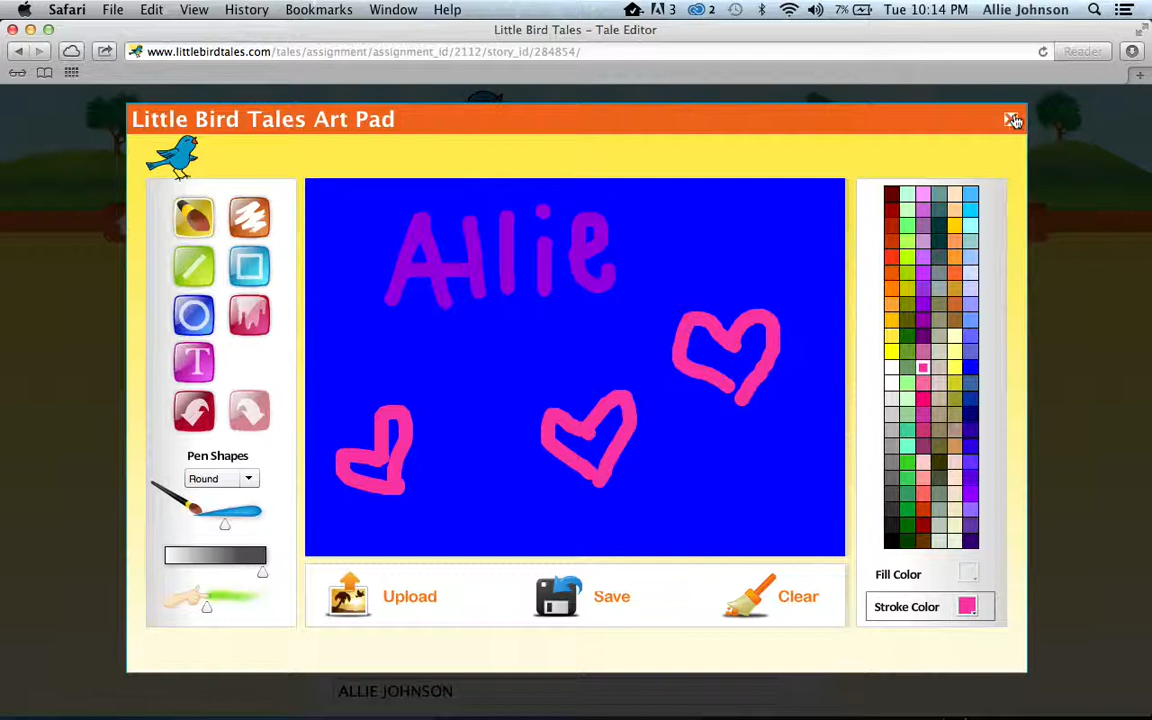 Safari File Edit View History Bookmarks Window Help 3 2 7% Tue 10:14 PM Allie Johnson
Little Bird Tales – Tale Editor
www.littlebirdtales.com/tales/assignment/assignment_id/2112/story_id/284854/ Reader
Little Bird Tales Art Pad
Allie
T
Pen Shapes
Round
Upload Save Clear
Fill Color
Stroke Color
ALLIE JOHNSON